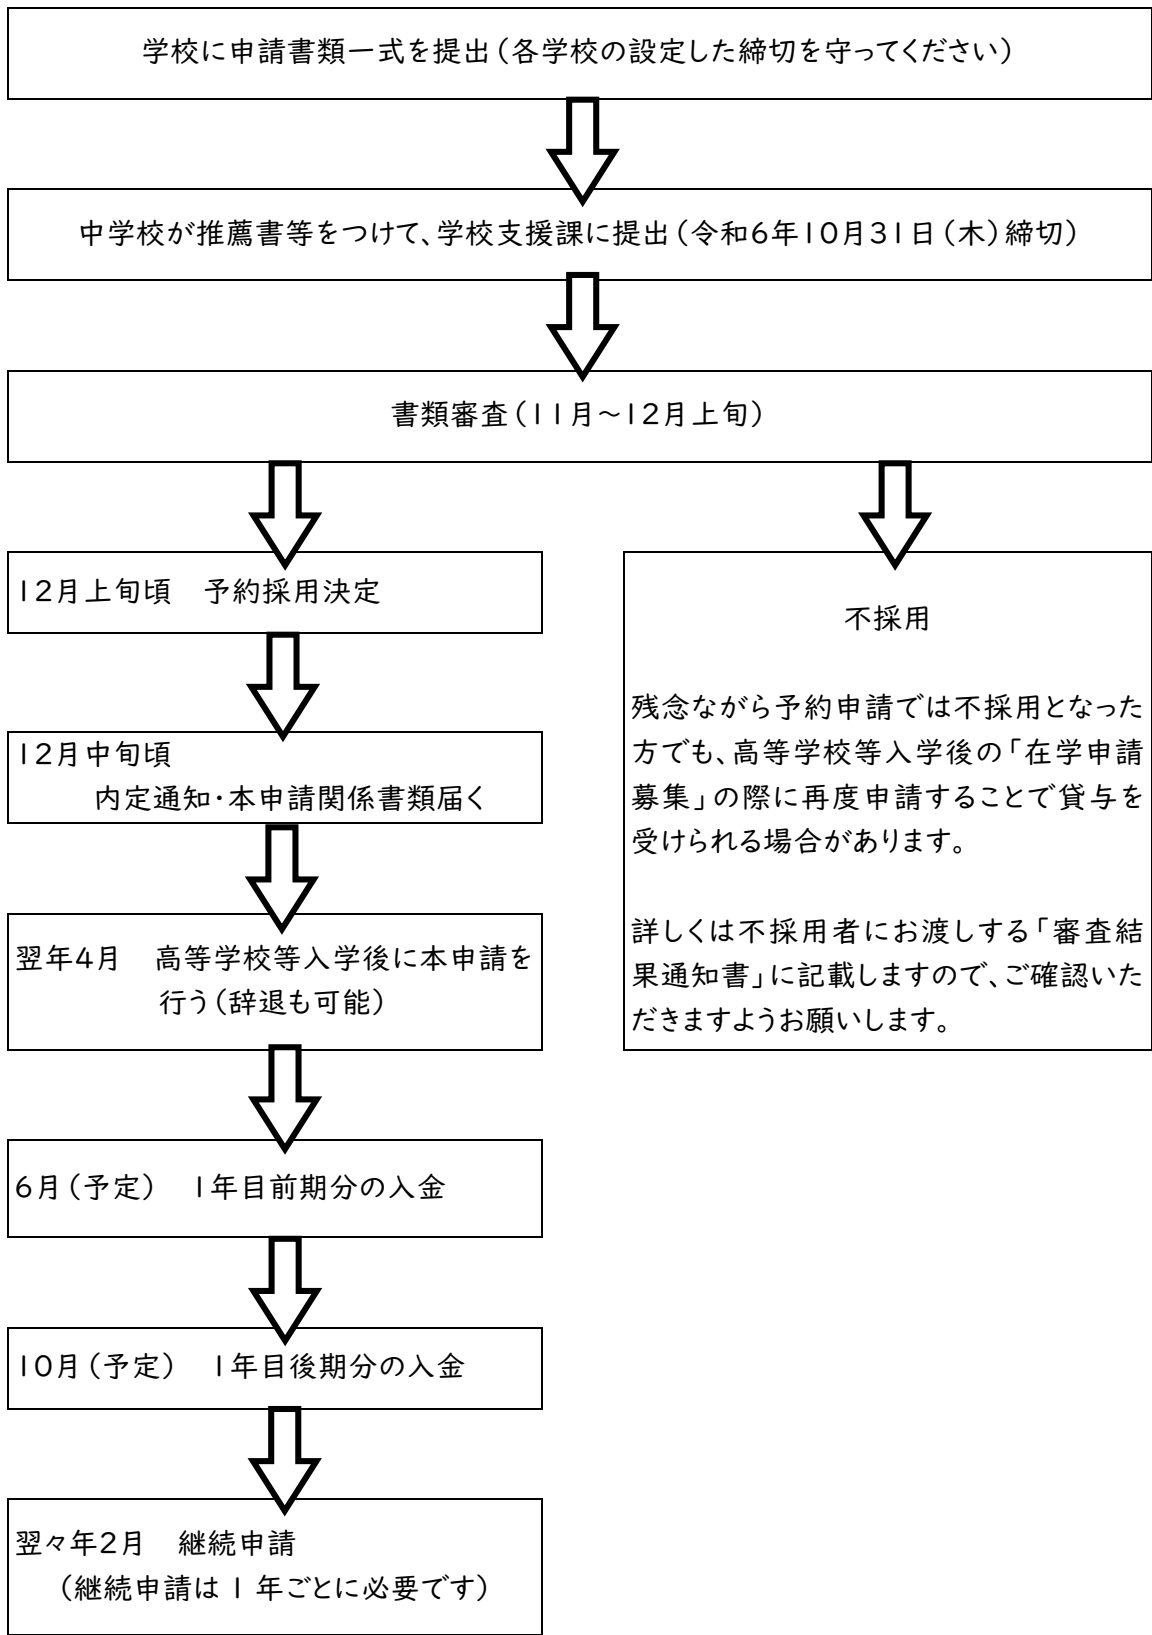 学校に申請書類一式を提出（各学校の設定した締切を守ってください）
中学校が推薦書等をつけて、学校支援課に提出（令和6年10月31日（木）締切）
書類審査（11月～12月上旬）
12月上旬頃　予約採用決定
12月中旬頃
内定通知・本申請関係書類届く
翌年4月　高等学校等入学後に本申請を
行う（辞退も可能）
6月（予定）　1年目前期分の入金
10月（予定）　1年目後期分の入金
翌々年2月　継続申請
（継続申請は1年ごとに必要です）
不採用
残念ながら予約申請では不採用となった
方でも、高等学校等入学後の「在学申請
募集」の際に再度申請することで貸与を
受けられる場合があります。
詳しくは不採用者にお渡しする「審査結
果通知書」に記載しますので、ご確認いた
だきますようお願いします。